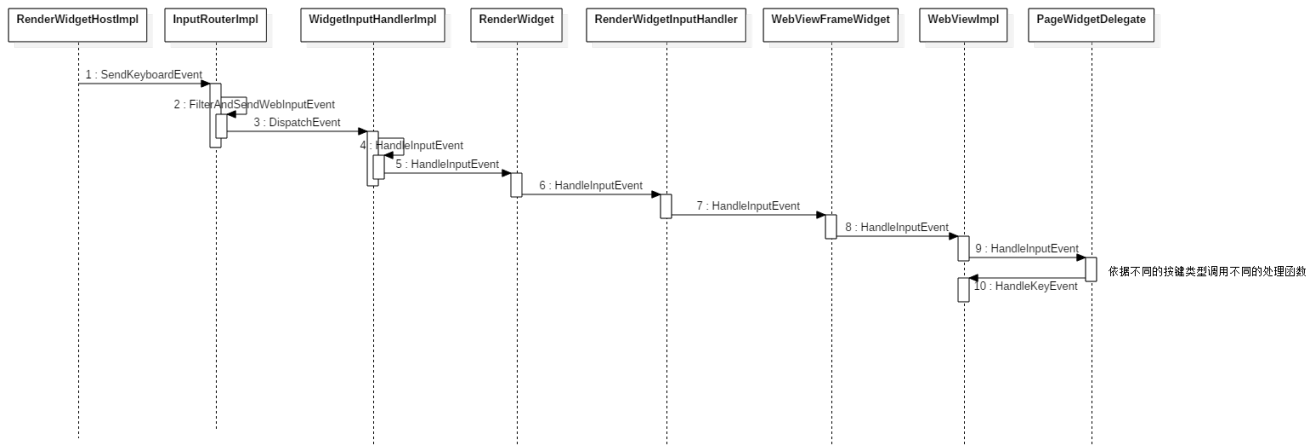 RenderWidgetHostImpl
InputRouterImpl
WidgetInputHandlerImpl
RenderWidget
RenderWidgetInputHandler
WebViewFrameWidget
WebViewImpl
PageWidgetDelegate
1 : SendKeyboardEvent
2 : FilterAndSendWebInputEvent
3 : DispatchEvent
4 : HandleInputEvent
5 : HandleInputEvent
6 : HandleInputEvent
7 : HandleInputEvent
8 : HandleInputEvent
9 : HandleInputEvent
依据不同的按键类型调用不同的处理函数
10 : HandleKeyEvent